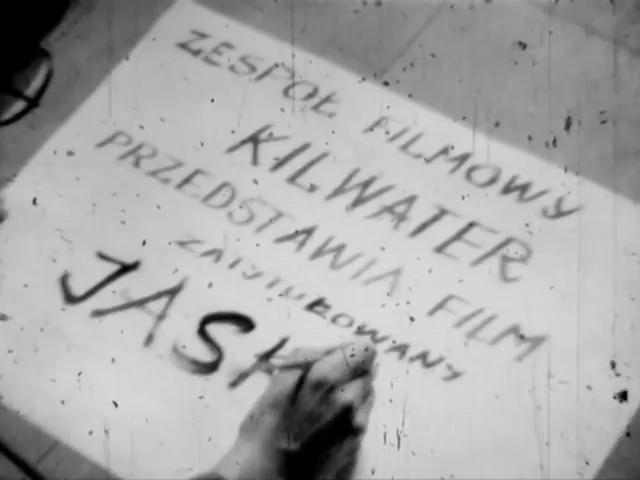 ZESPÓŁ FILMOWY
KILWATER
PRZEDSTAWIA FILM
ZATYTUŁOWANY
JASK